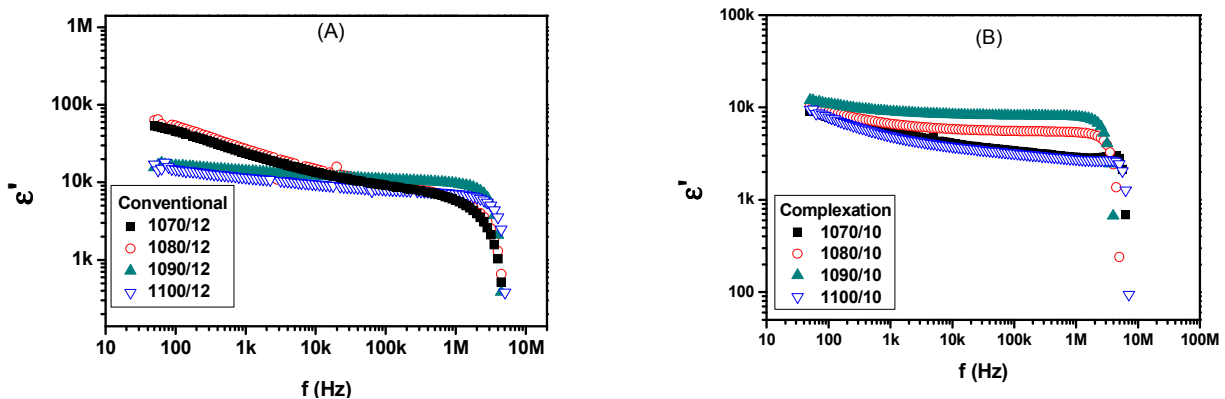 (A)
1M
100k
10k
1k
ε'
Conventional
1070/12
1080/12
1090/12
1100/12
10 100 1k 10k 100k 1M 10M
f (Hz)
(B)
100k
10k
1k
100
ε'
Complexation
1070/10
1080/10
1090/10
1100/10
10 100 1k 10k 100k 1M 10M 100M
f (Hz)